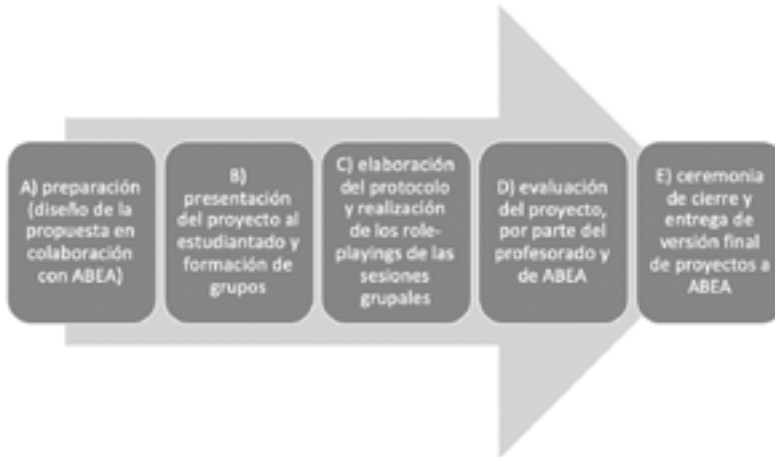 A) preparación
(diseño de la
propuesta en
colaboración
con ABEA)
B)
presentación
del proyecto al
estudiantado y
formación de
grupos
C) elaboración
del protocolo
y realización
de los role-
playings de las
sesiones
grupales
D) evaluación
del proyecto,
por parte del
profesorado y
de ABEA
E) ceremonia
de cierre y
entrega de
versión final
de proyectos a
ABEA